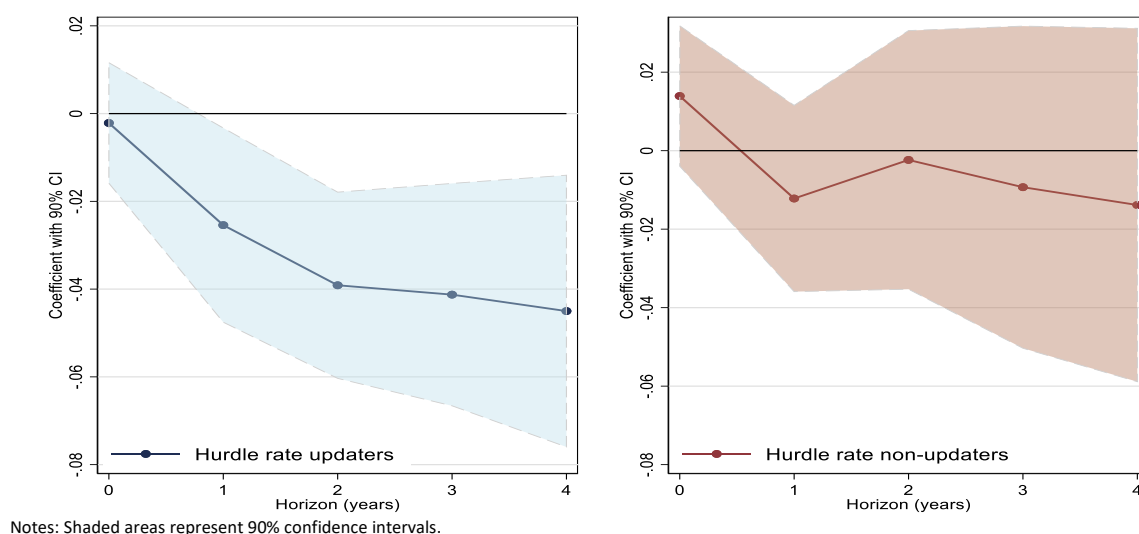 .02
0
-.02
-.04
-.06
-.08
Coefficient with 90% CI
0 1 2 3 4
Horizon (years)
Hurdle rate updaters
.02
0
-.02
-.04
-.06
-.08
Coefficient with 90% CI
0 1 2 3 4
Horizon (years)
Hurdle rate non-updaters
Notes: Shaded areas represent 90% confidence intervals.